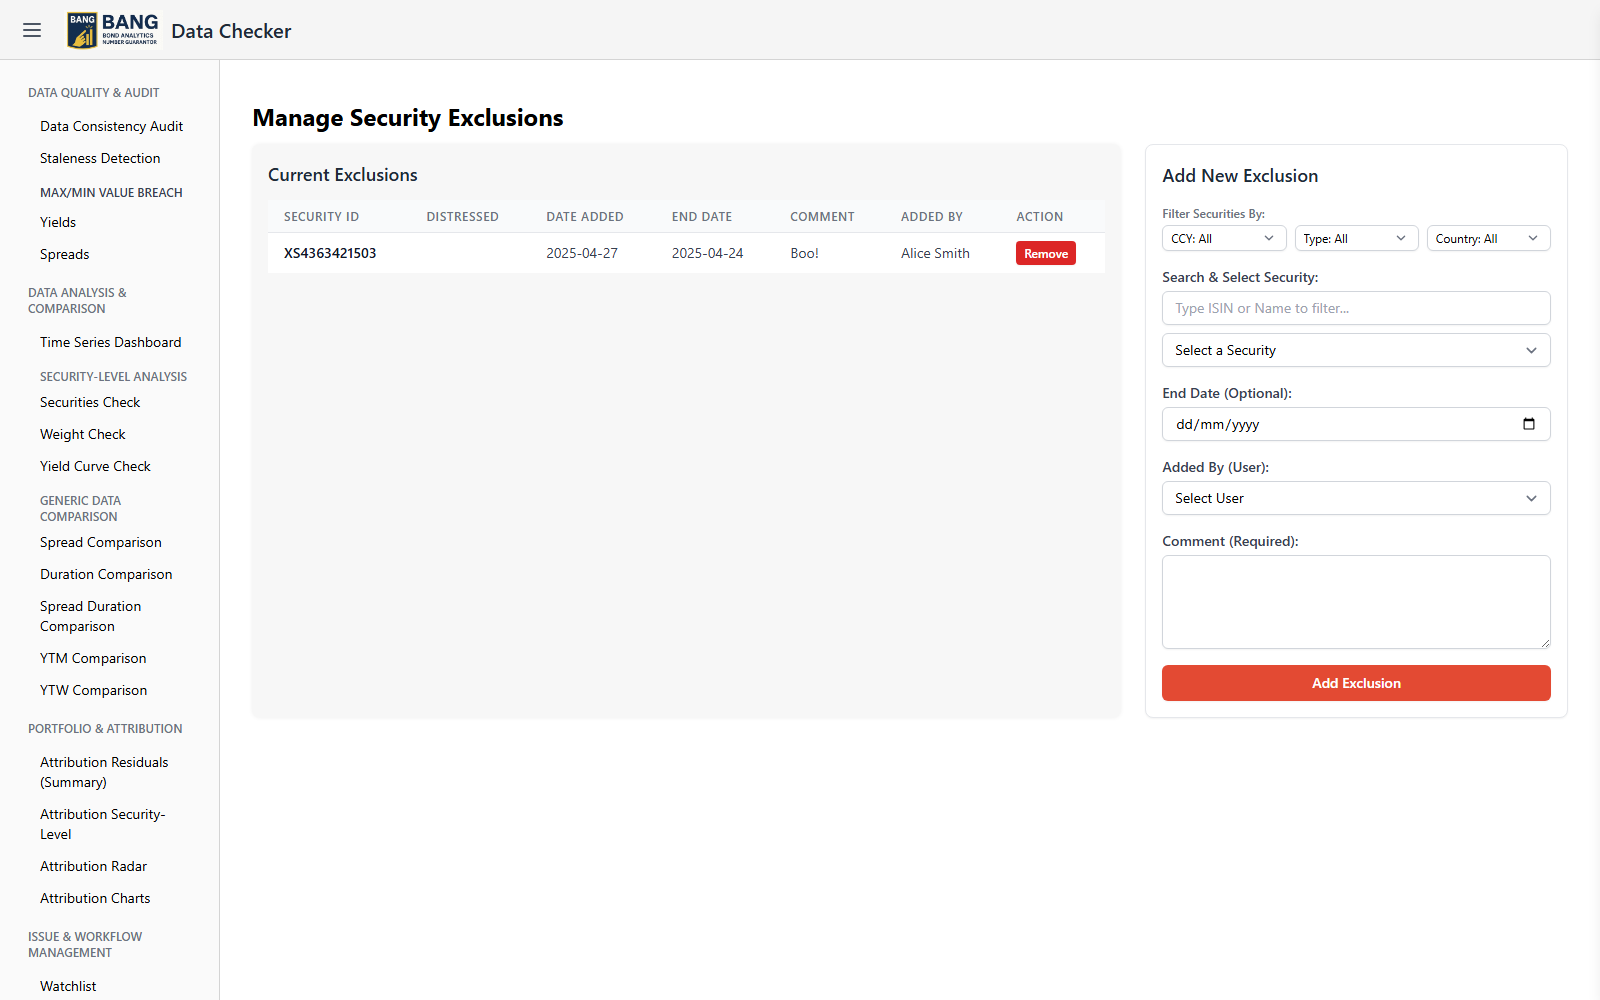 BANG
BANG
BOND ANALYTICS
NUMBER GUARANTOR
Data Checker
DATA QUALITY & AUDIT
Data Consistency Audit
Staleness Detection
MAX/MIN VALUE BREACH
Yields
Spreads
DATA ANALYSIS &
COMPARISON
Time Series Dashboard
SECURITY-LEVEL ANALYSIS
Securities Check
Weight Check
Yield Curve Check
GENERIC DATA
COMPARISON
Spread Comparison
Duration Comparison
Spread Duration
Comparison
YTM Comparison
YTW Comparison
PORTFOLIO & ATTRIBUTION
Attribution Residuals
(Summary)
Attribution Security-
Level
Attribution Radar
Attribution Charts
ISSUE & WORKFLOW
MANAGEMENT
Watchlist
Manage Security Exclusions
Current Exclusions
SECURITY ID DISTRESSED DATE ADDED END DATE COMMENT ADDED BY ACTION
XS4363421503 2025-04-27 2025-04-24 Boo! Alice Smith Remove
Add New Exclusion
Filter Securities By:
CCY: All Type: All Country: All
Search & Select Security:
Type ISIN or Name to filter...
Select a Security
End Date (Optional):
dd/mm/yyyy
Added By (User):
Select User
Comment (Required):
Add Exclusion